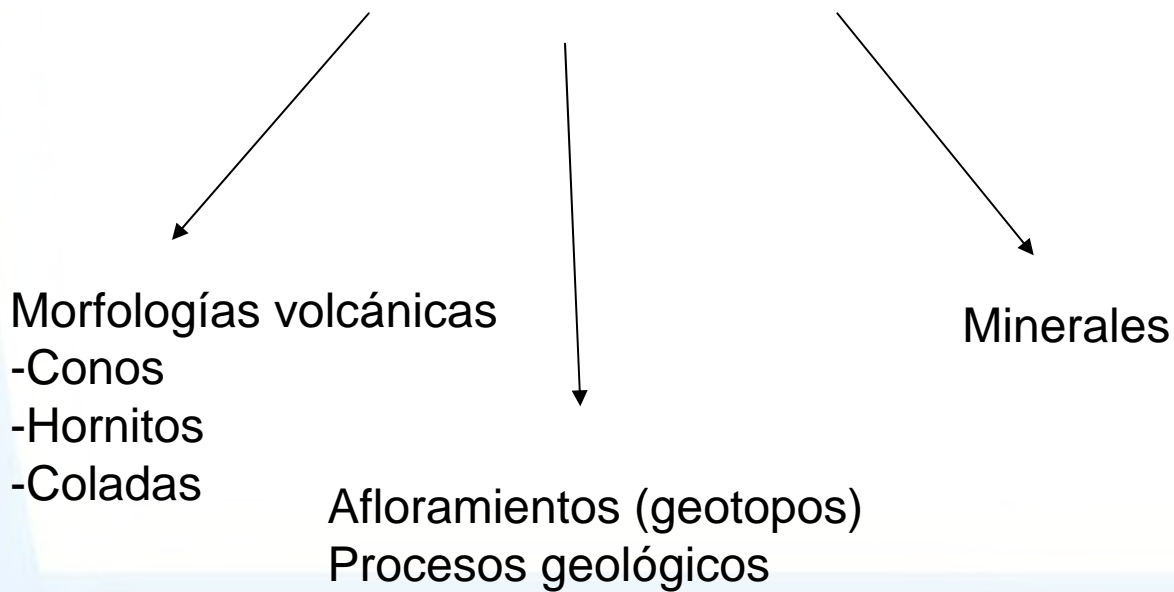 Morfologías volcánicas
-Conos
-Hornitos
-Coladas
Afloramientos (geotopos)
Procesos geológicos
Minerales